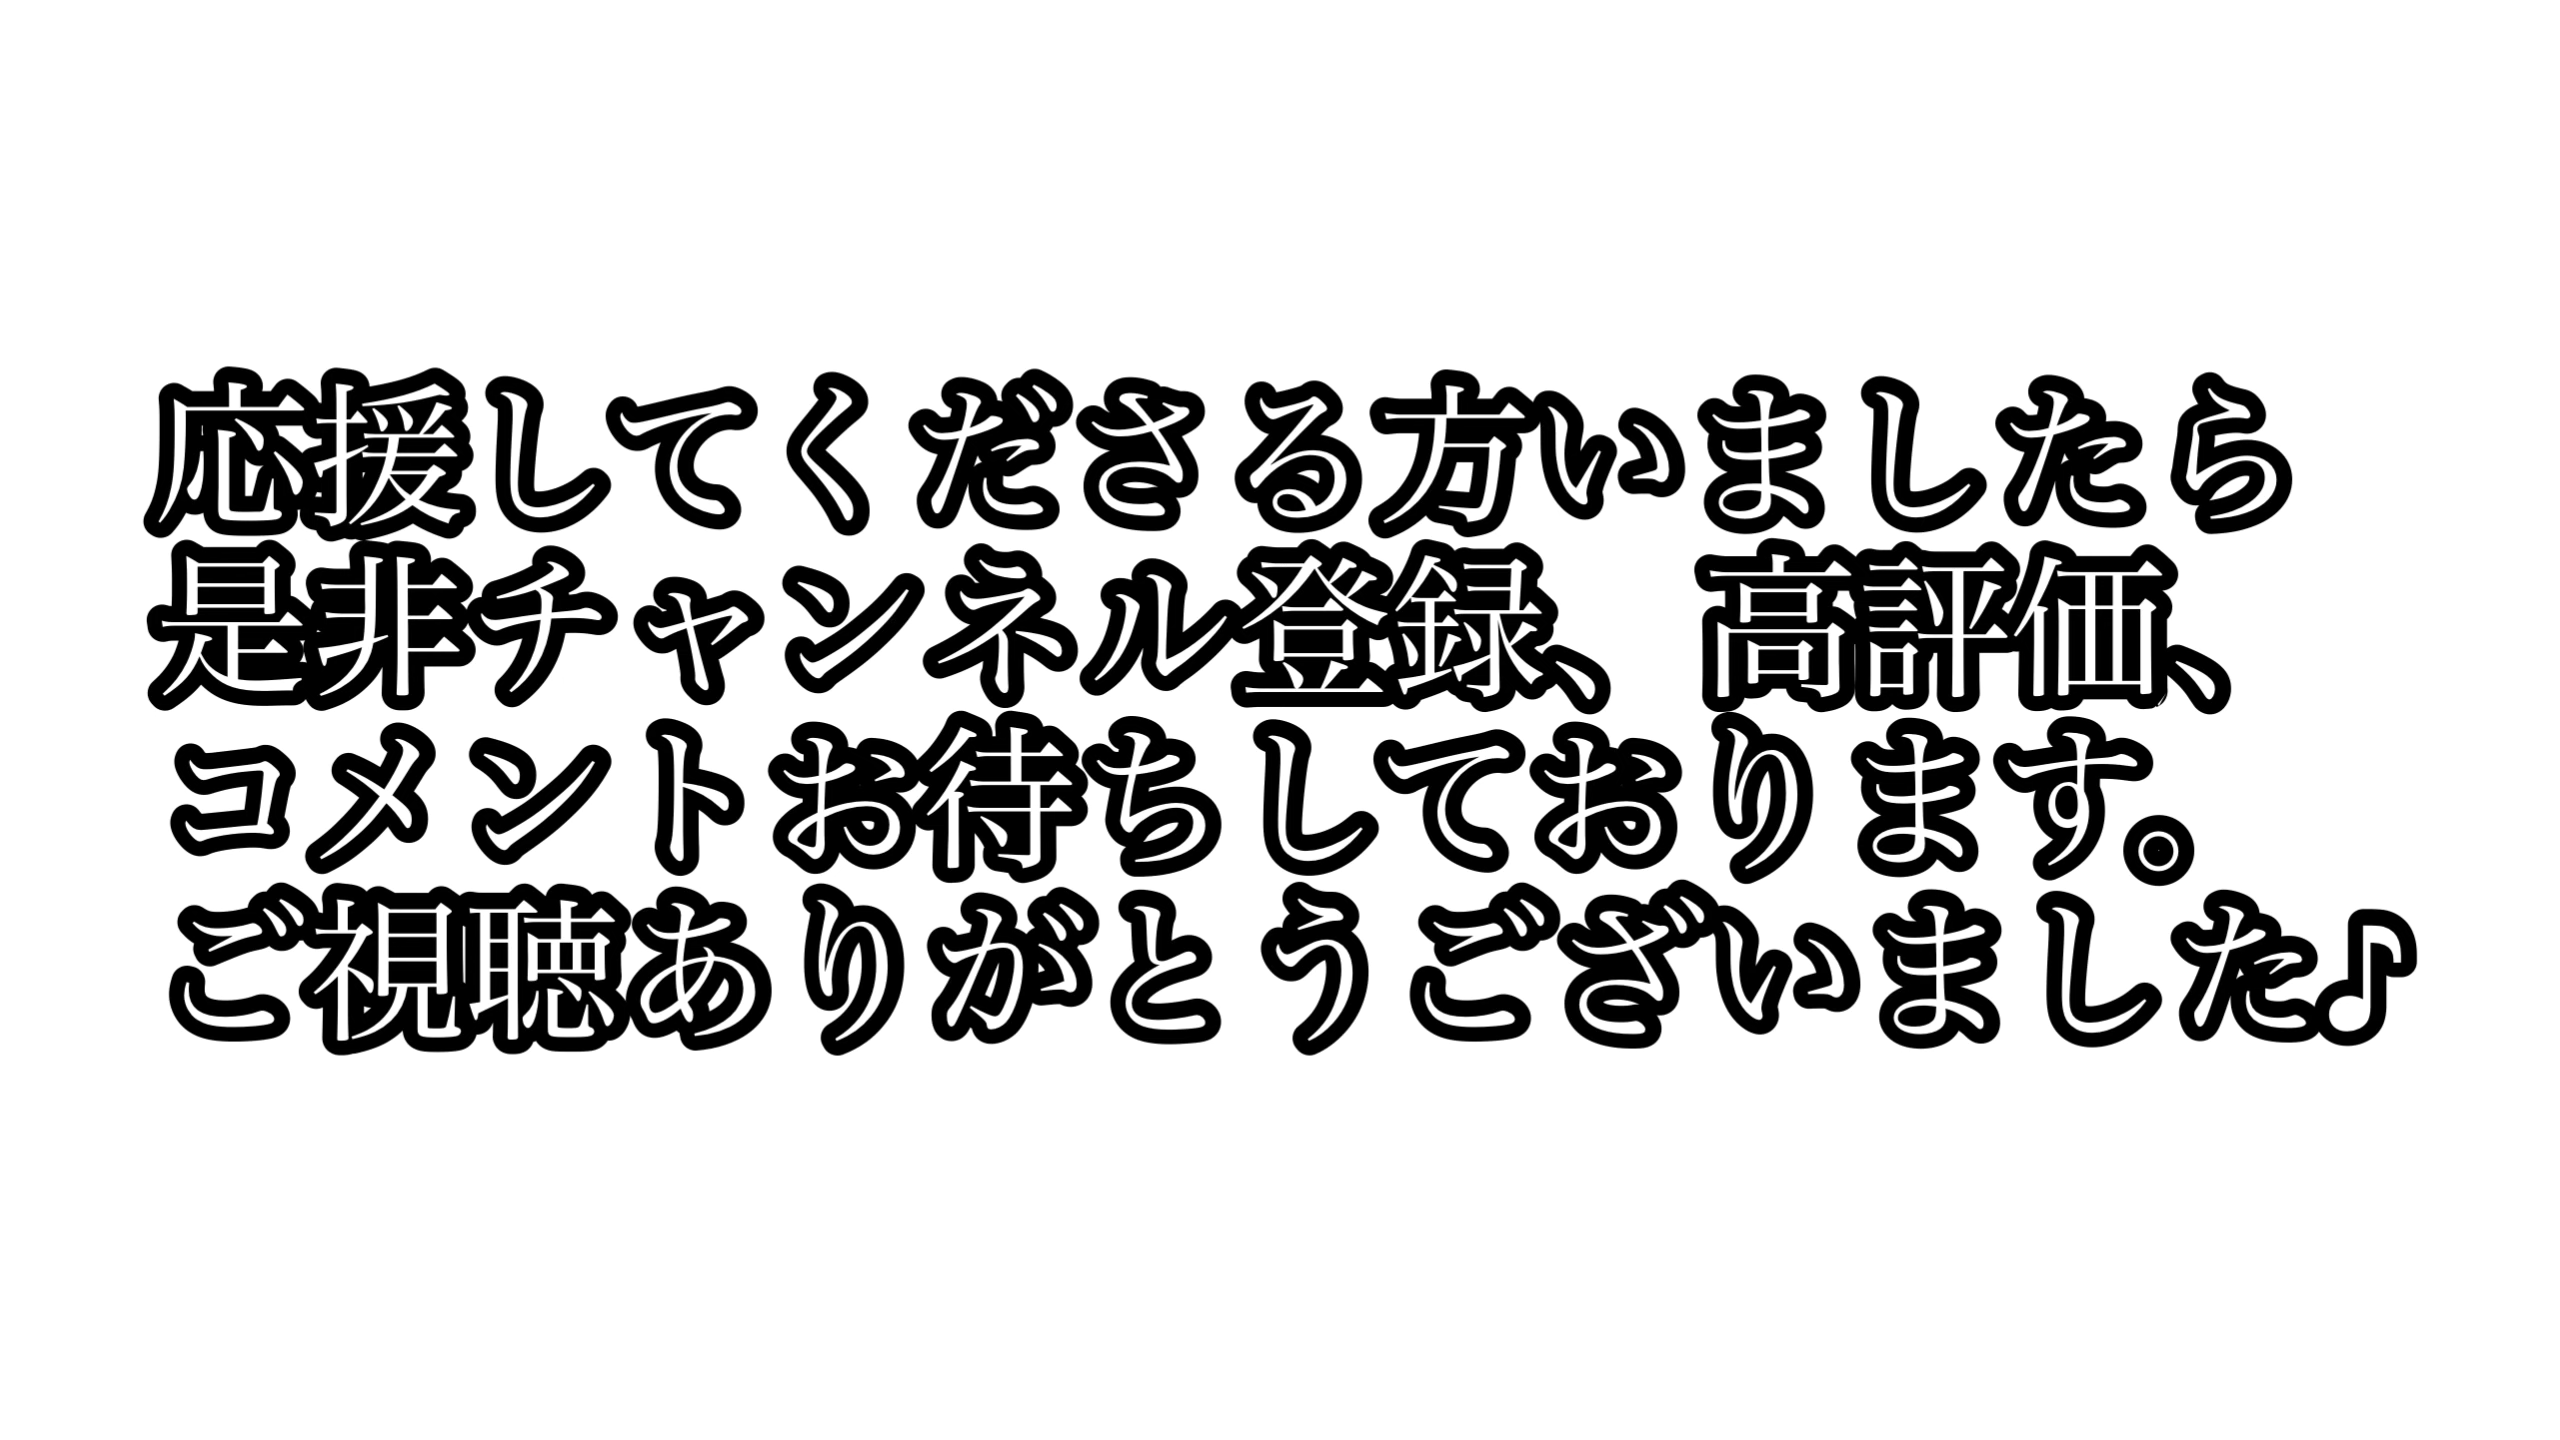 応援してくださる方いましたら
是非チャンネル登録、高評価、
コメントお待ちしております。
ご視聴ありがとうございました♪